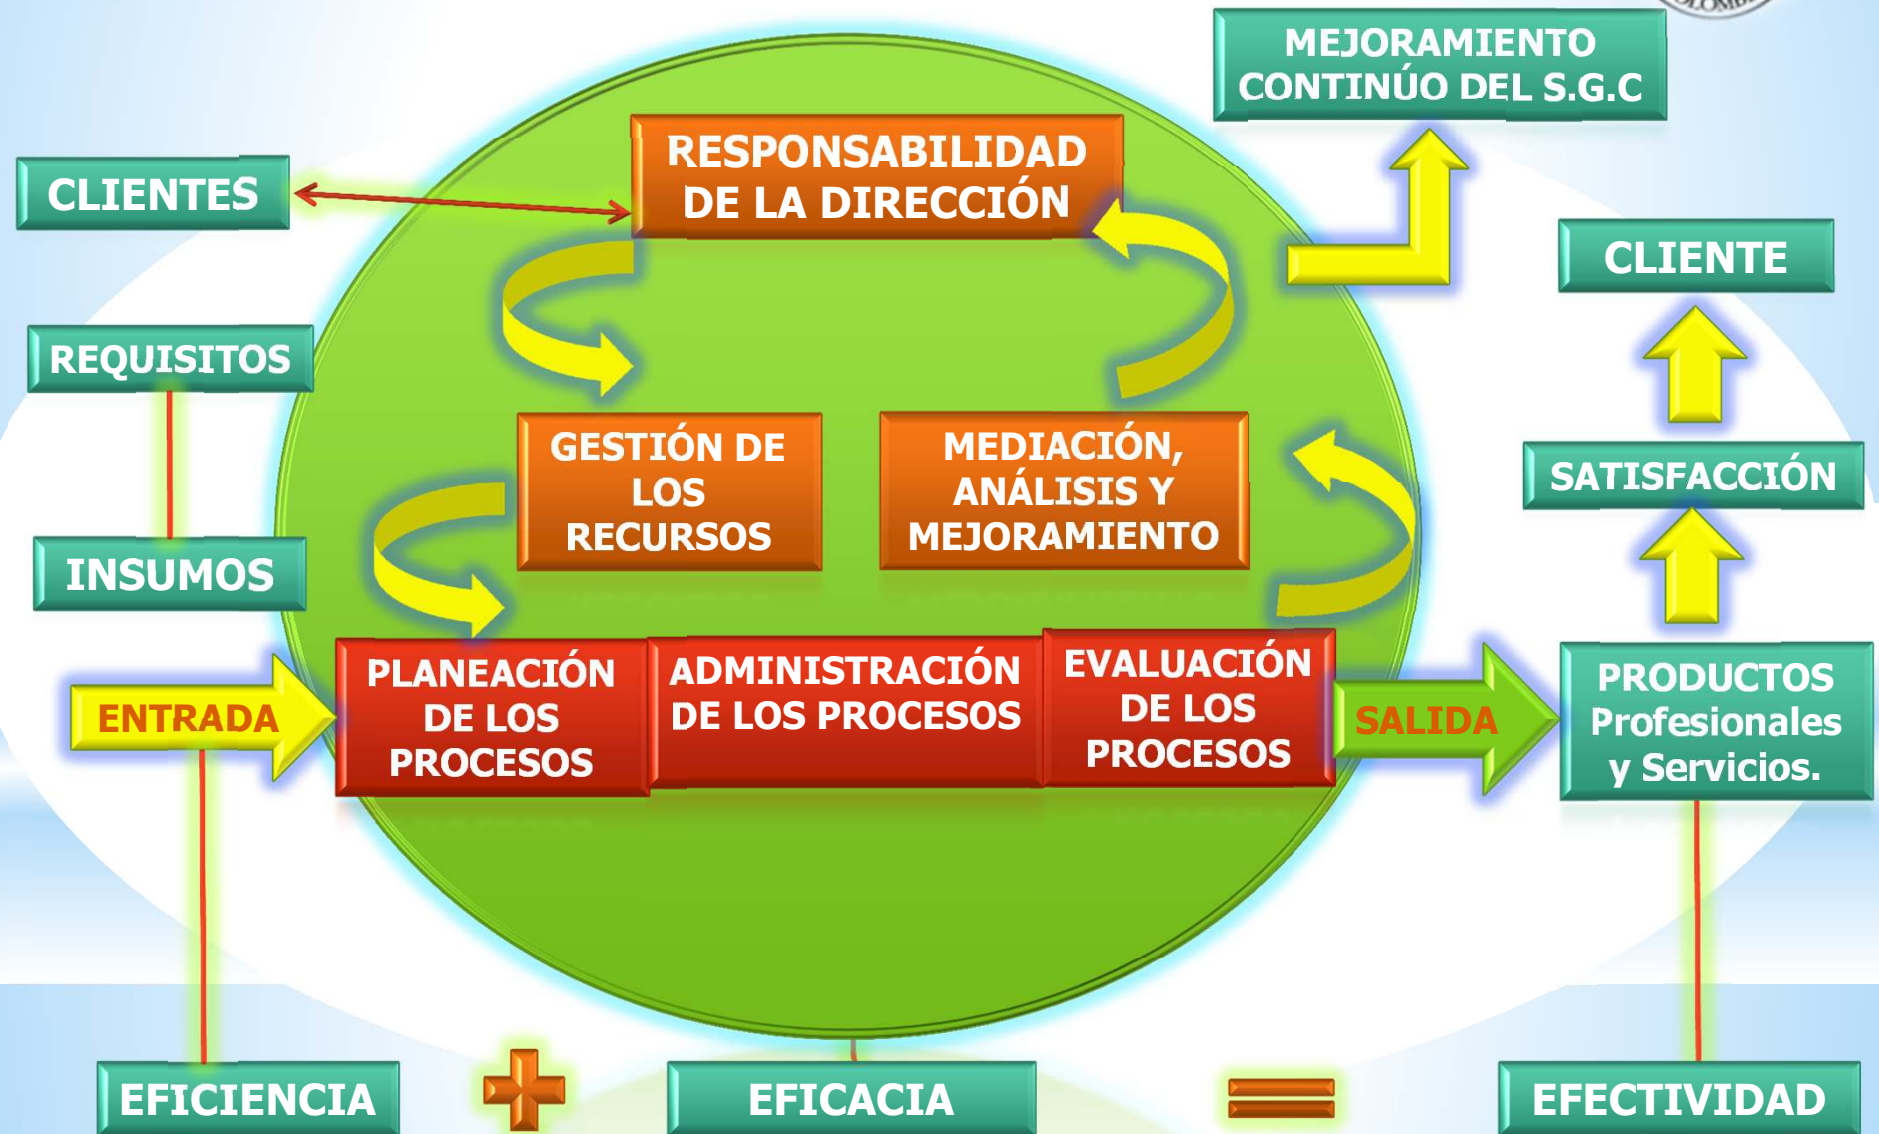 COLOMBI
MEJORAMIENTO
CONTINÚO DEL S.G.C
RESPONSABILIDAD
DE LA DIRECCIÓN
CLIENTES
CLIENTE
REQUISITOS
GESTIÓN DE
LOS
RECURSOS
MEDIACIÓN,
ANÁLISIS Y
MEJORAMIENTO
SATISFACCIÓN
INSUMOS
ENTRADA
PLANEACIÓN
DE LOS
PROCESOS
ADMINISTRACIÓN
DE LOS PROCESOS
EVALUACIÓN
DE LOS
PROCESOS
SALIDA
PRODUCTOS
Profesionales
y Servicios.
EFICIENCIA
EFICACIA
EFECTIVIDAD